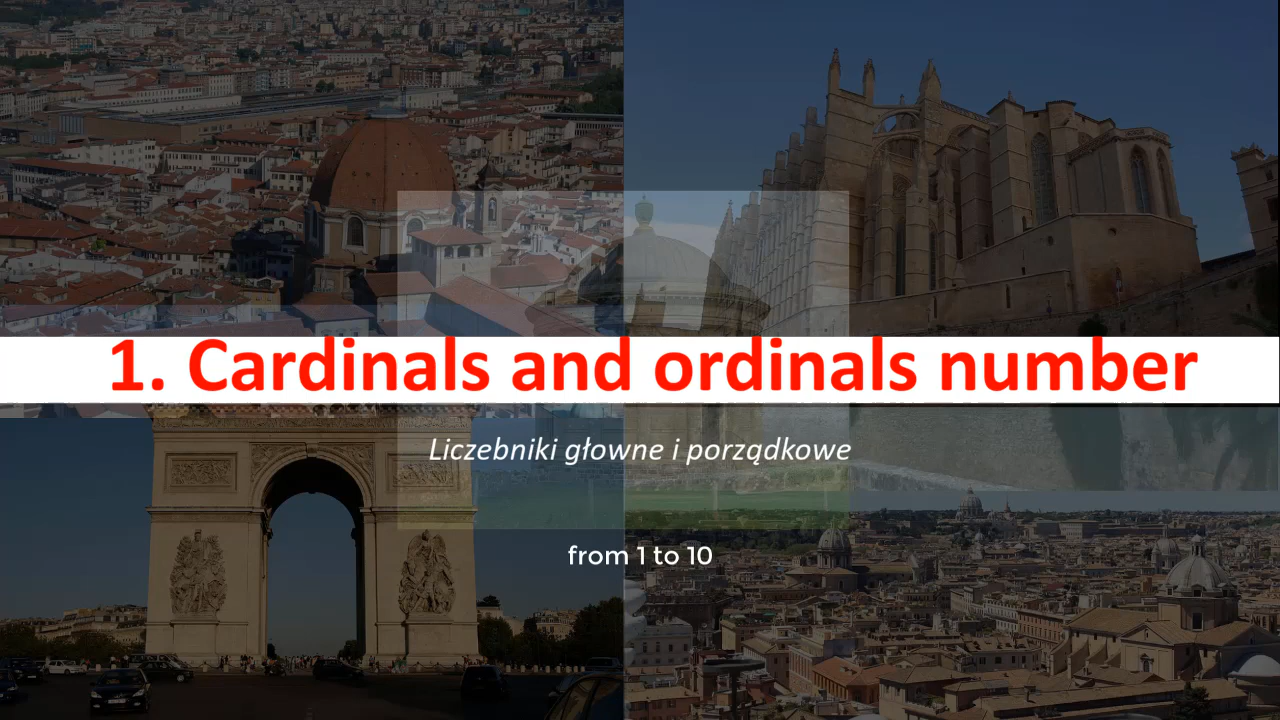 1. Cardinals and ordinals number
Liczebniki głowne i porządkowe
from 1 to 10